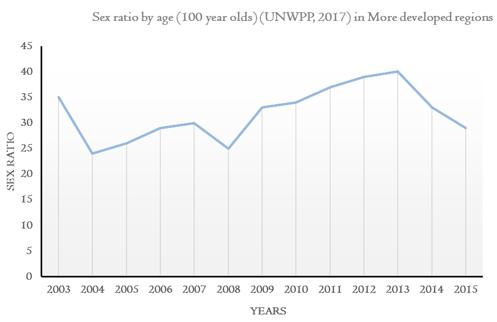 Sex ratio by age (100 year olds)(UNWPP, 2017) in More developed regions
45
40
35
30
25
20
15
10
5
0
SEX RATIO
2003 2004 2005 2006 2007 2008 2009 2010 2011 2012 2013 2014 2015
YEARS